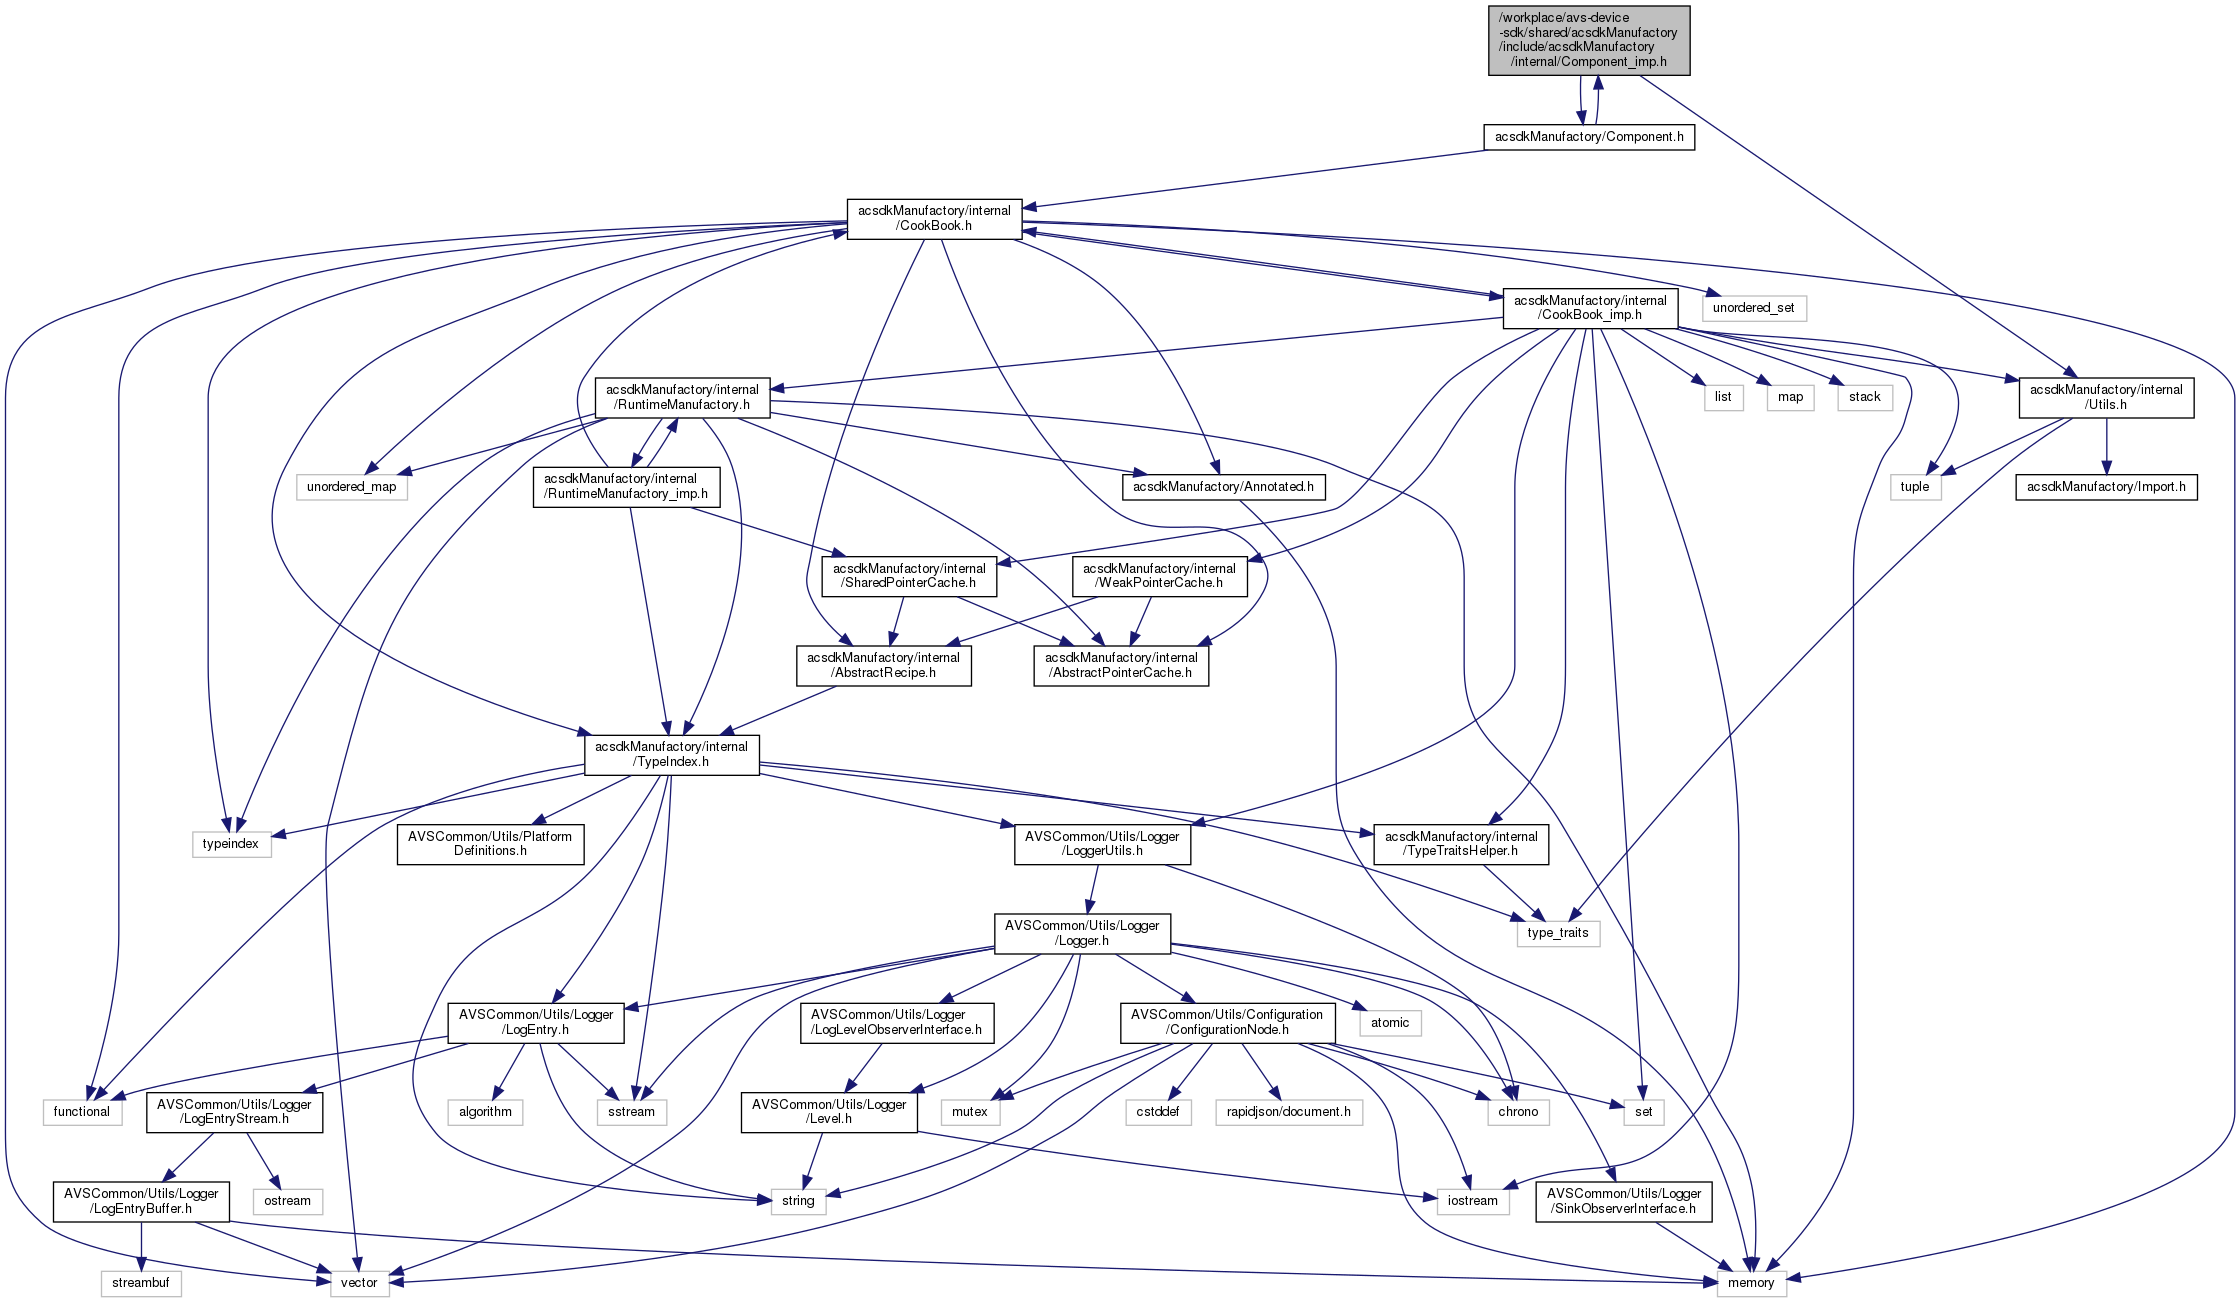 /workplace/avs-device
-sdk/shared/acsdkManufactory
/include/acsdkManufactory
/internal/Component_imp.h
acsdkManufactory/Component.h
acsdkManufactory/internal
/CookBook.h
acsdkManufactory/internal
/CookBook_imp.h
unordered_set
acsdkManufactory/internal
/RuntimeManufactory.h
list
map
stack
acsdkManufactory/internal
/Utils.h
unordered_map
acsdkManufactory/internal
/RuntimeManufactory_imp.h
acsdkManufactory/Annotated.h
tuple
acsdkManufactory/Import.h
acsdkManufactory/internal
/SharedPointerCache.h
acsdkManufactory/internal
/WeakPointerCache.h
acsdkManufactory/internal
/AbstractRecipe.h
acsdkManufactory/internal
/AbstractPointerCache.h
acsdkManufactory/internal
/TypeIndex.h
typeindex
AVSCommon/Utils/Platform
Definitions.h
AVSCommon/Utils/Logger
/LoggerUtils.h
acsdkManufactory/internal
/TypeTraitsHelper.h
AVSCommon/Utils/Logger
/Logger.h
type_traits
AVSCommon/Utils/Logger
/LogEntry.h
AVSCommon/Utils/Logger
/LogLevelObserverInterface.h
AVSCommon/Utils/Configuration
/ConfigurationNode.h
atomic
functional
AVSCommon/Utils/Logger
/LogEntryStream.h
algorithm
sstream
AVSCommon/Utils/Logger
/Level.h
mutex
cstddef
rapidjson/document.h
chrono
set
AVSCommon/Utils/Logger
/LogEntryBuffer.h
ostream
string
iostream
AVSCommon/Utils/Logger
/SinkObserverInterface.h
streambuf
vector
memory